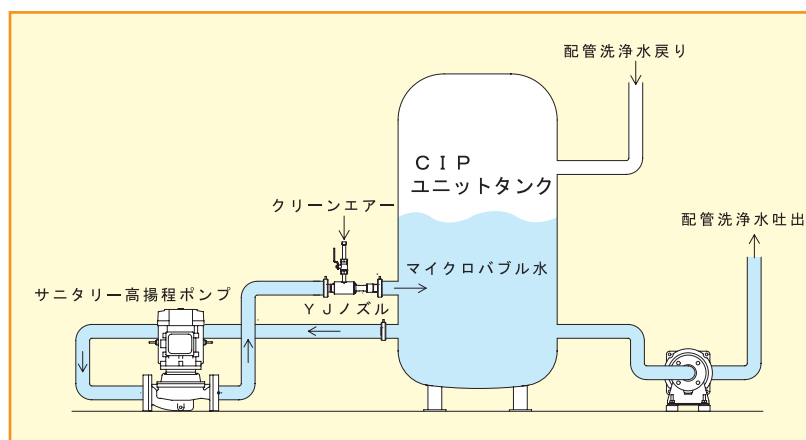 配管洗浄水戻り
ＣＩＰ
ユニットタンク
クリーンエアー
配管洗浄水吐出
マイクロバブル水
サニタリー高揚程ポンプ
ＹＪノズル